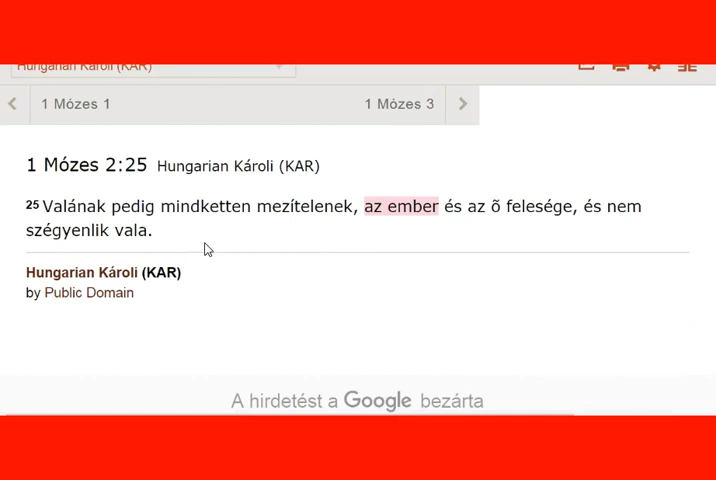 Hungarian Károli (KAR)
1 Mózes 1 1 Mózes 3
1 Mózes 2:25 Hungarian Károli (KAR)
25 Valának pedig mindketten mezítelenek, az ember és az õ felesége, és nem
szégyenlik vala.
Hungarian Károli (KAR)
by Public Domain
A hirdetést a Google bezárta